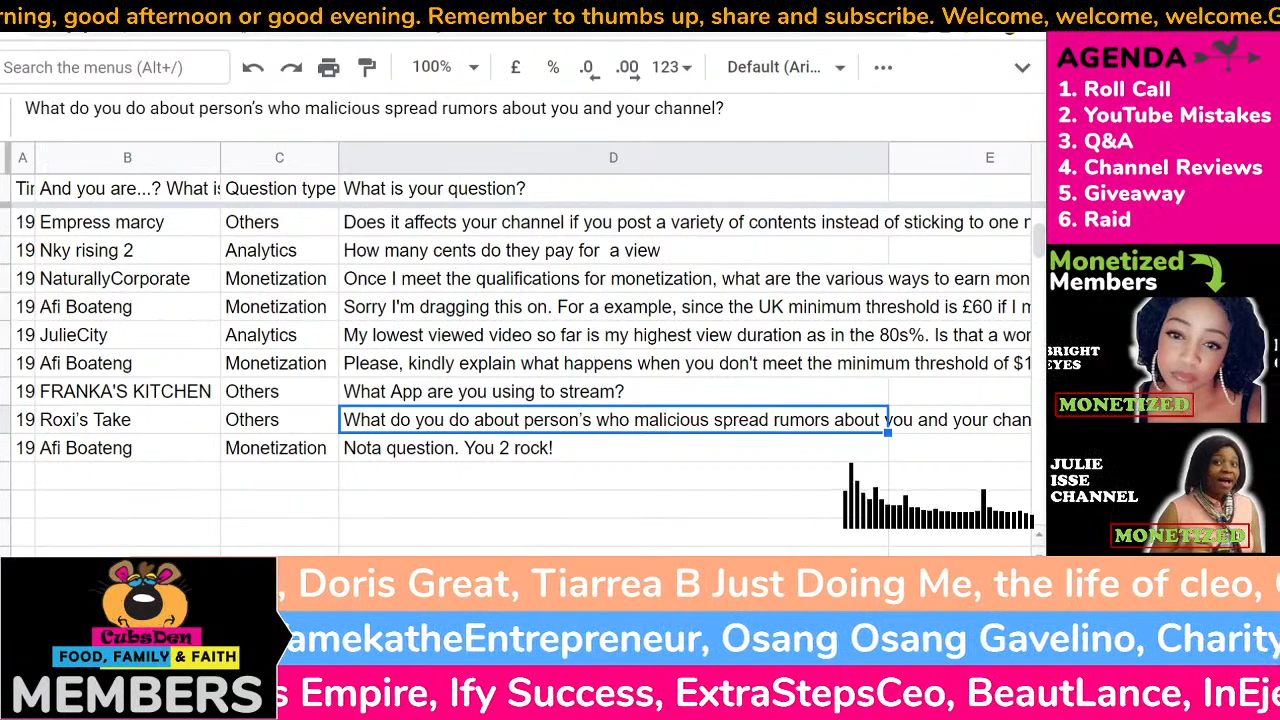 rning, good afternoon or good evening. Remember to thumbs up, share and subscribe. Welcome, welcome, welcome.G
Search the menus (Alt+/)
100%
£
%
.0
.00
123
Default (Ari...
What do you do about person's who malicious spread rumors about you and your channel?
A B C D E
Tir And you are...? What is Question type What is your question?
19 Empress marcy Others Does it affects your channel if you post a variety of contents instead of sticking to one n
19 Nky rising 2 Analytics How many cents do they pay for a view
19 NaturallyCorporate Monetization Once I meet the qualifications for monetization, what are the various ways to earn mon
19 Afi Boateng Monetization Sorry I'm dragging this on. For a example, since the UK minimum threshold is £60 if I m
19 JulieCity Analytics My lowest viewed video so far is my highest view duration as in the 80s%. Is that a wor
19 Afi Boateng Monetization Please, kindly explain what happens when you don't meet the minimum threshold of $1
19 FRANKA'S KITCHEN Others What App are you using to stream?
19 Roxi's Take Others What do you do about person's who malicious spread rumors about you and your chan
19 Afi Boateng Monetization Nota question. You 2 rock!
AGENDA
1. Roll Call
2. YouTube Mistakes
3. Q&A
4. Channel Reviews
5. Giveaway
6. Raid
Monetized
Members
BRIGHT
EYES
MONETIZED
JULIE
ISSE
CHANNEL
MONETIZED
CubsDen
FOOD, FAMILY & FAITH
MEMBERS
, Doris Great, Tiarrea B Just Doing Me, the life of cleo,
amekatheEntrepreneur, Osang Osang Gavelino, Charity
s Empire, Ify Success, ExtraStepsCeo, BeautLance, InEje